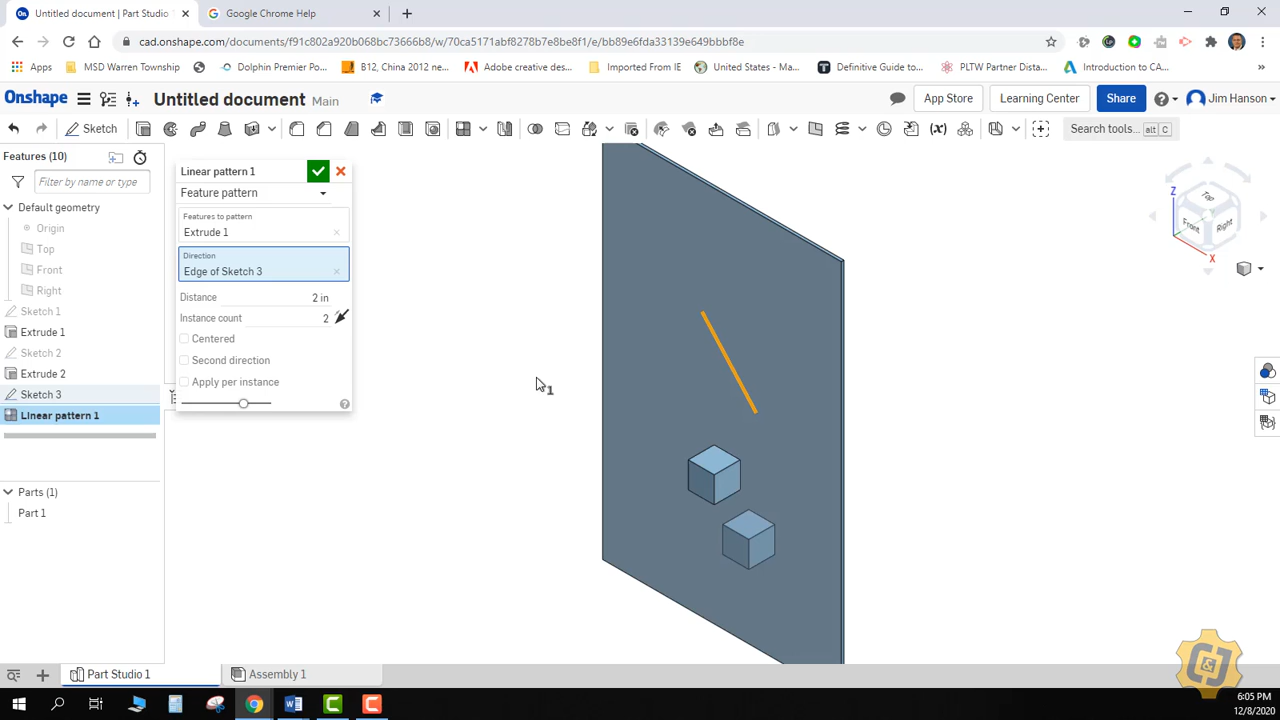 Untitled document | Part Studio
Google Chrome Help
cad.onshape.com/documents/f91c802a920b068bc73666b8/w/70ca5171abf8278b7e8be8f1/e/bb89e6fda33139e649bbbf8e
Apps
MSD Warren Township
Dolphin Premier Po...
B12, China 2012 ne...
Adobe creative des...
Imported From IE
United States - Ma...
Definitive Guide to...
PLTW Partner Dista...
Introduction to CA...
Onshape
Untitled document
Main
App Store
Learning Center
Share
Jim Hanson
Sketch
Search tools...
alt
C
Features (10)
Filter by name or type
Default geometry
Origin
Top
Front
Right
Sketch 1
Extrude 1
Sketch 2
Extrude 2
Sketch 3
Linear pattern 1
Parts (1)
Part 1
Linear pattern 1
Feature pattern
Features to pattern
Extrude 1
Direction
Edge of Sketch 3
Distance
2 in
Instance count
2
Centered
Second direction
Apply per instance
1
Z
Top
Front
Right
X
Part Studio 1
Assembly 1
6:05 PM
12/8/2020